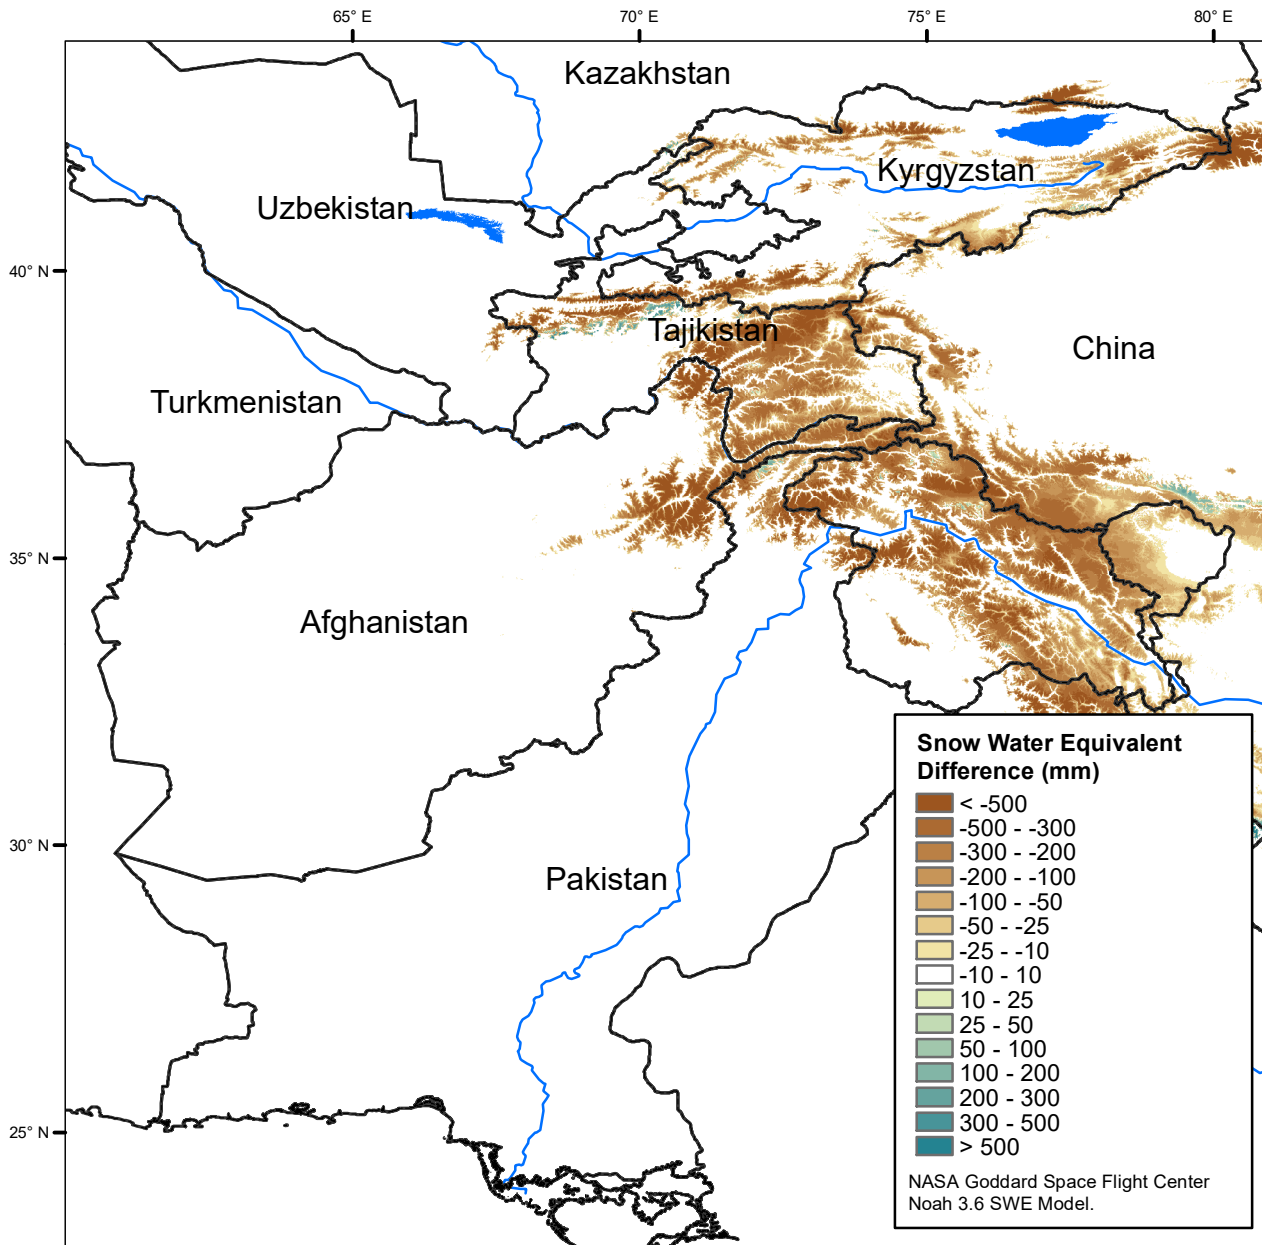 65° E
70° E
75° E
80° E
Kazakhstan
Kyrgyzstan
Uzbekistan
40° N
Tajikistan
China
Turkmenistan
35° N
Afghanistan
Snow Water Equivalent
Difference (mm)
< -500
-500 - -300
-300 - -200
-200 - -100
-100 - -50
-50 - -25
-25 - -10
-10 - 10
10 - 25
25 - 50
50 - 100
100 - 200
200 - 300
300 - 500
> 500
NASA Goddard Space Flight Center
Noah 3.6 SWE Model.
30° N
Pakistan
25° N